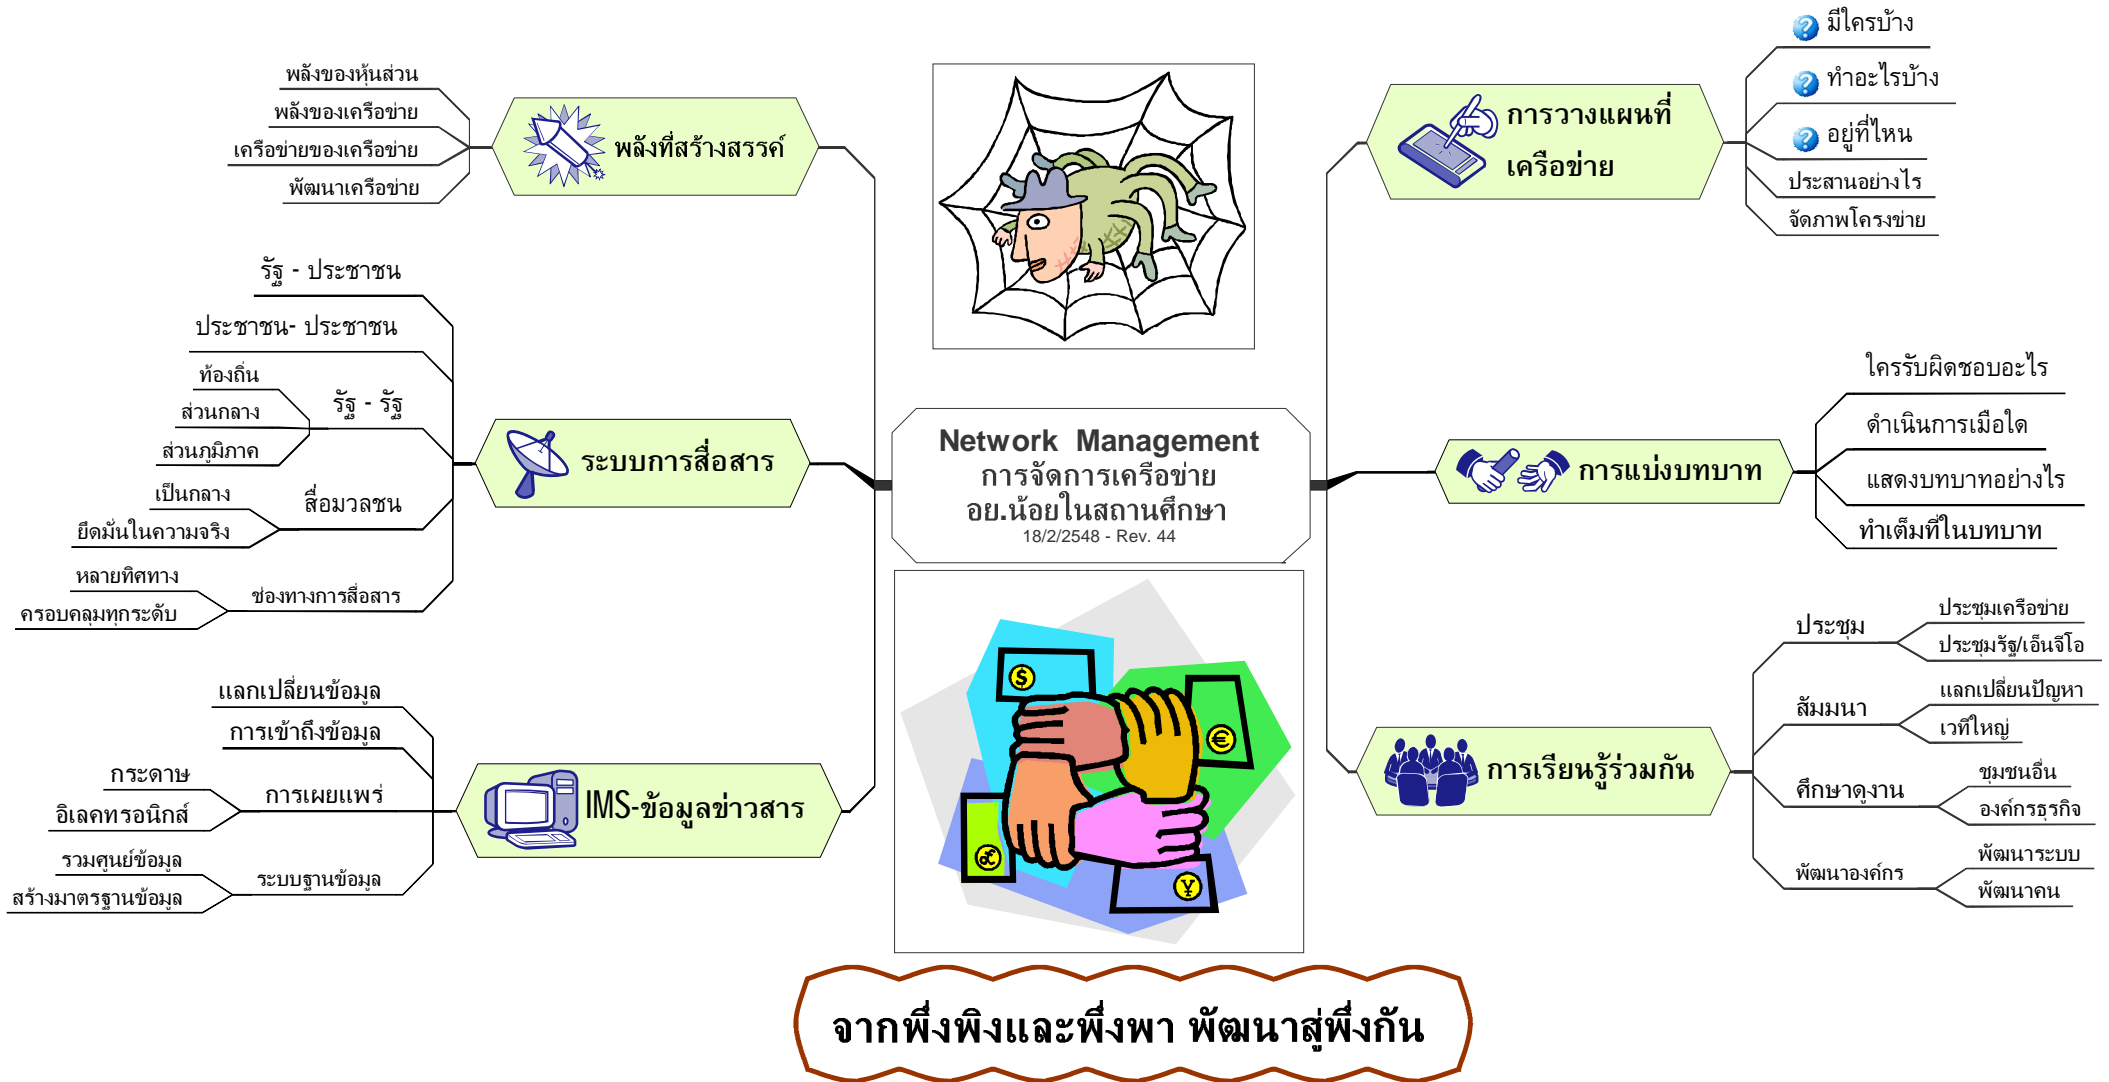 Network Management
การจัดการเครือข่าย
อย.น้อยในสถานศึกษา
18/2/2548 - Rev. 44
การวางแผนที่
เครือข่าย
มีใครบ้าง
ทำอะไรบ้าง
อยู่ที่ไหน
ประสานอย่างไร
จัดภาพโครงข่าย
การแบ่งบทบาท
ใครรับผิดชอบอะไร
ดำเนินการเมื่อใด
แสดงบทบาทอย่างไร
ทำเต็มที่ในบทบาท
การเรียนรู้ร่วมกัน
ประชุม
ประชุมเครือข่าย
ประชุมรัฐ/เอ็นจีโอ
สัมมนา
แลกเปลี่ยนปัญหา
เวทีใหญ่
ศึกษาดูงาน
ชุมชนอื่น
องค์กรธุรกิจ
พัฒนาองค์กร
พัฒนาระบบ
พัฒนาคน
พลังที่สร้างสรรค์
พลังของหุ้นส่วน
พลังของเครือข่าย
เครือข่ายของเครือข่าย
พัฒนาเครือข่าย
ระบบการสื่อสาร
รัฐ - ประชาชน
ประชาชน- ประชาชน
รัฐ - รัฐ
ท้องถิ่น
ส่วนกลาง
ส่วนภูมิภาค
สื่อมวลชน
เป็นกลาง
ยึดมั่นในความจริง
ช่องทางการสื่อสาร
หลายทิศทาง
ครอบคลุมทุกระดับ
IMS-ข้อมูลข่าวสาร
แลกเปลี่ยนข้อมูล
การเข้าถึงข้อมูล
การเผยแพร่
กระดาษ
อิเลคทรอนิกส์
ระบบฐานข้อมูล
รวมศูนย์ข้อมูล
สร้างมาตรฐานข้อมูล
$
€
¥
จากพึ่งพิงและพึ่งพา พัฒนาสู่พึ่งกัน